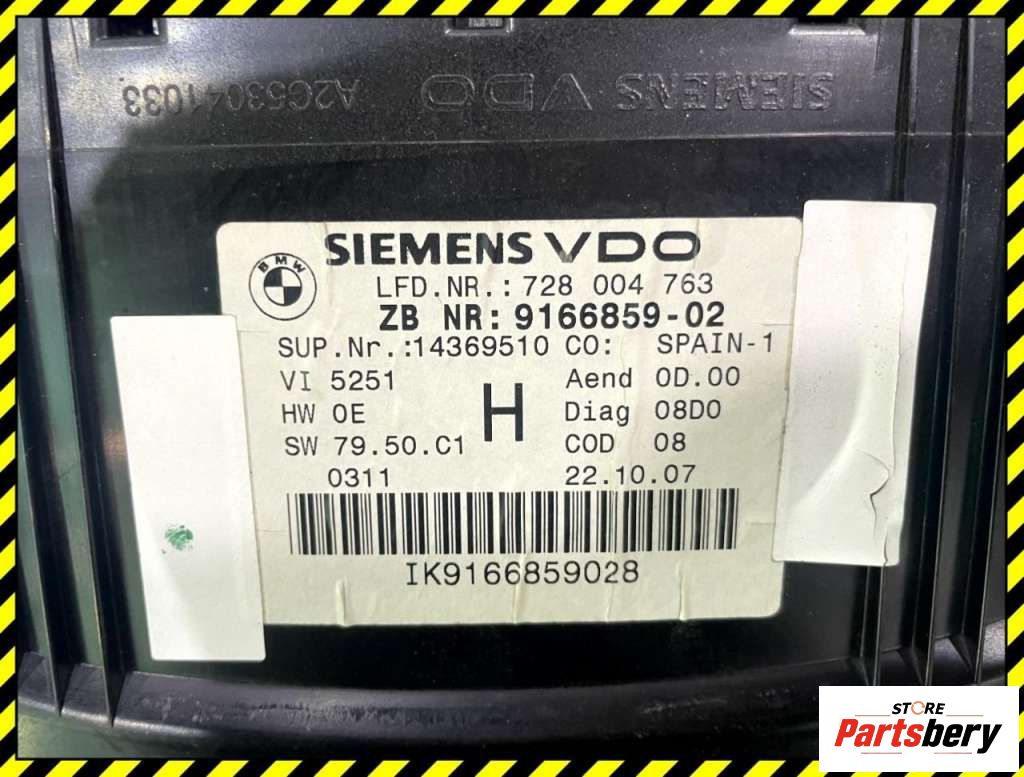 SIEMENS VDO A2C53041033
SIEMENS VDO
BMW
LFD.NR.:728 004 763
ZB NR:9166859-02
SUP.Nr.:14369510 CO: SPAIN-1
VI 5251 Aend 0D.00
HW 0E H Diag 08D0
SW 79.50.C1 COD 08
0311 22.10.07
IK9166859028
STORE
Partsbery